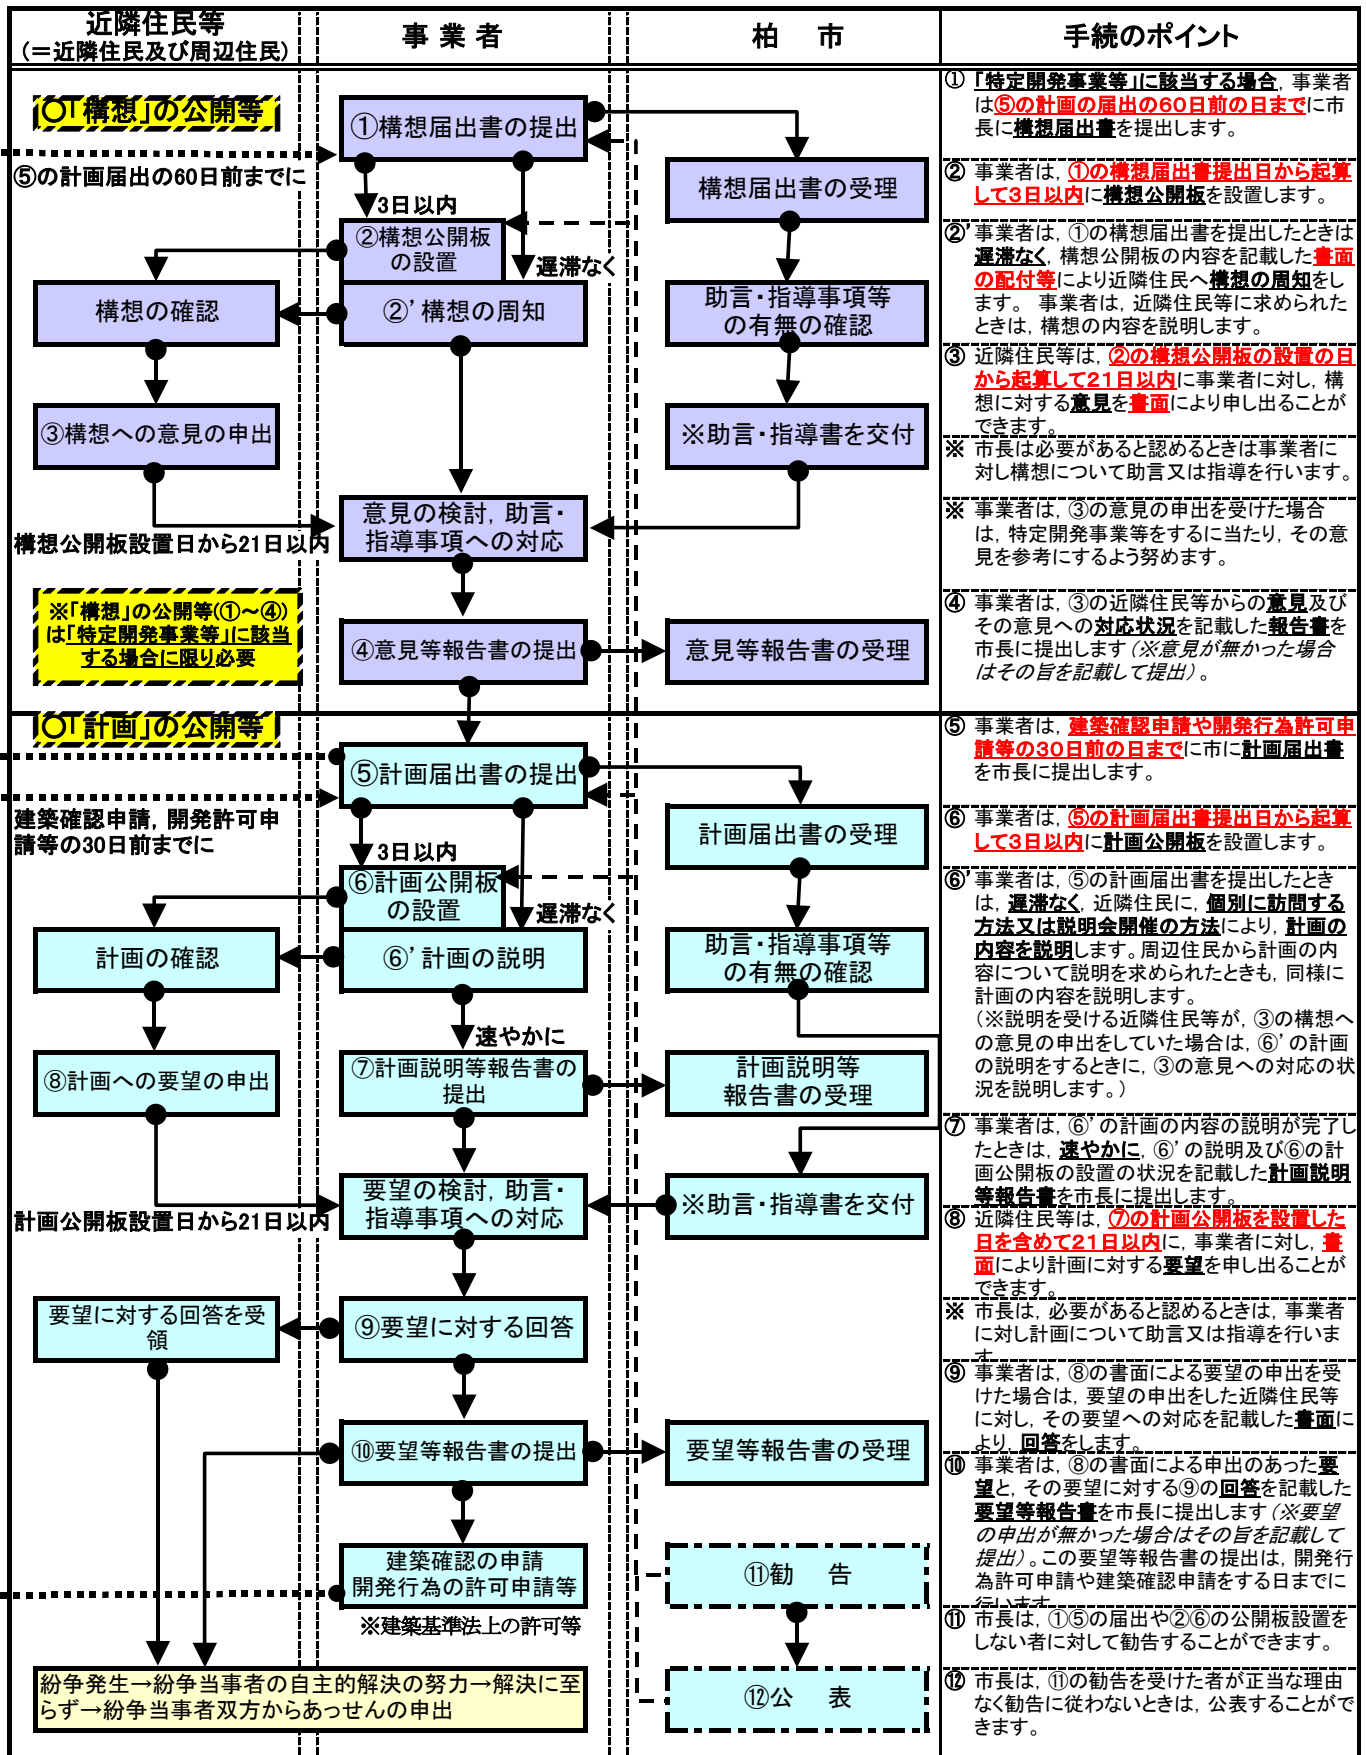 近隣住民等
(＝近隣住民及び周辺住民)
事 業 者
柏　市
手続のポイント
〇「構想」の公開等
⑤の計画届出の60日前までに
①構想届出書の提出
3日以内
②構想公開板
の設置
遅滞なく
②’構想の周知
構想の確認
③構想への意見の申出
構想公開板設置日から21日以内
構想届出書の受理
助言・指導事項等
の有無の確認
※助言・指導書を交付
意見の検討，助言・
指導事項への対応
※「構想」の公開等(①～④)
は「特定開発事業等」に該当
する場合に限り必要
④意見等報告書の提出
意見等報告書の受理
〇「計画」の公開等
建築確認申請，開発許可申
請等の30日前までに
⑤計画届出書の提出
3日以内
⑥計画公開板
の設置
遅滞なく
⑥’計画の説明
速やかに
計画の確認
⑧計画への要望の申出
計画公開板設置日から21日以内
計画届出書の受理
助言・指導事項等
の有無の確認
⑦計画説明等報告書の
提出
計画説明等
報告書の受理
要望の検討，助言・
指導事項への対応
※助言・指導書を交付
要望に対する回答を受
領
⑨要望に対する回答
⑩要望等報告書の提出
要望等報告書の受理
建築確認の申請
開発行為の許可申請等
※建築基準法上の許可等
⑪勧　告
⑫公　表
紛争発生→紛争当事者の自主的解決の努力→解決に至
らず→紛争当事者双方からあっせんの申出
① 「特定開発事業等」に該当する場合，事業者
は⑤の計画の届出の60日前の日までに市
長に構想届出書を提出します。
② 事業者は，①の構想届出書提出日から起算
して3日以内に構想公開板を設置します。
②’事業者は，①の構想届出書を提出したときは
遅滞なく，構想公開板の内容を記載した書面
の配付等により近隣住民へ構想の周知をし
ます。 事業者は，近隣住民等に求められた
ときは，構想の内容を説明します。
③ 近隣住民等は，②の構想公開板の設置の日
から起算して21日以内に事業者に対し，構
想に対する意見を書面により申し出ることが
できます。
※ 市長は必要があると認めるときは事業者に
対し構想について助言又は指導を行います。
※ 事業者は，③の意見の申出を受けた場合
は，特定開発事業等をするに当たり，その意
見を参考にするよう努めます。
④ 事業者は，③の近隣住民等からの意見及び
その意見への対応状況を記載した報告書を
市長に提出します（※意見が無かった場合
はその旨を記載して提出）。
⑤ 事業者は，建築確認申請や開発行為許可申
請等の30日前の日までに市に計画届出書
を市長に提出します。
⑥ 事業者は，⑤の計画届出書提出日から起算
して3日以内に計画公開板を設置します。
⑥’事業者は，⑤の計画届出書を提出したとき
は，遅滞なく，近隣住民に，個別に訪問する
方法又は説明会開催の方法により，計画の
内容を説明します。周辺住民から計画の内
容について説明を求められたときも，同様に
計画の内容を説明します。
（※説明を受ける近隣住民等が，③の構想へ
の意見の申出をしていた場合は，⑥’の計画
の説明をするときに，③の意見への対応の状
況を説明します。）
⑦ 事業者は，⑥’の計画の内容の説明が完了し
たときは，速やかに，⑥’の説明及び⑥の計
画公開板の設置の状況を記載した計画説明
等報告書を市長に提出します。
⑧ 近隣住民等は，⑦の計画公開板を設置した
日を含めて21日以内に，事業者に対し，書
面により計画に対する要望を申し出ることが
できます。
※ 市長は，必要があると認めるときは，事業者
に対し計画について助言又は指導を行いま
す
⑨ 事業者は，⑧の書面による要望の申出を受
けた場合は，要望の申出をした近隣住民等
に対し，その要望への対応を記載した書面に
より，回答をします。
⑩ 事業者は，⑧の書面による申出のあった要
望と，その要望に対する⑨の回答を記載した
要望等報告書を市長に提出します（※要望
の申出が無かった場合はその旨を記載して
提出）。この要望等報告書の提出は，開発行
為許可申請や建築確認申請をする日までに
行います
⑪ 市長は，①⑤の届出や②⑥の公開板設置を
しない者に対して勧告することができます。
⑫ 市長は，⑪の勧告を受けた者が正当な理由
なく勧告に従わないときは，公表することがで
きます。